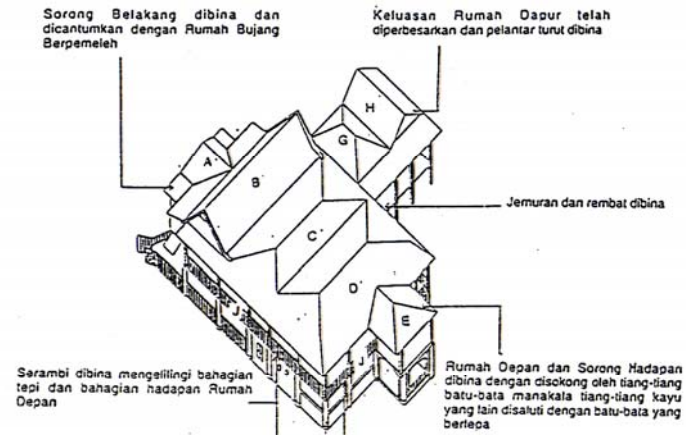 Sorong Belakang dibina dan
dicantumkan dengan Rumah Bujang
Berpemeleh
Keluasan Rumah Dapur telah
diperbesarkan dan pelantar turut dibina
H
G
A
B
Jemuran dan rembat dibina
C
D
E
J
J
Serambi dibina mengelilingi bahagian
tepi dan bahagian hadapan Rumah
Depan
Rumah Depan dan Sorong Hadapan
dibina dengan disokong oleh tiang-tiang
batu-bata manakala tiang-tiang kayu
yang lain disaluti dengan batu-bata yang
berlepa